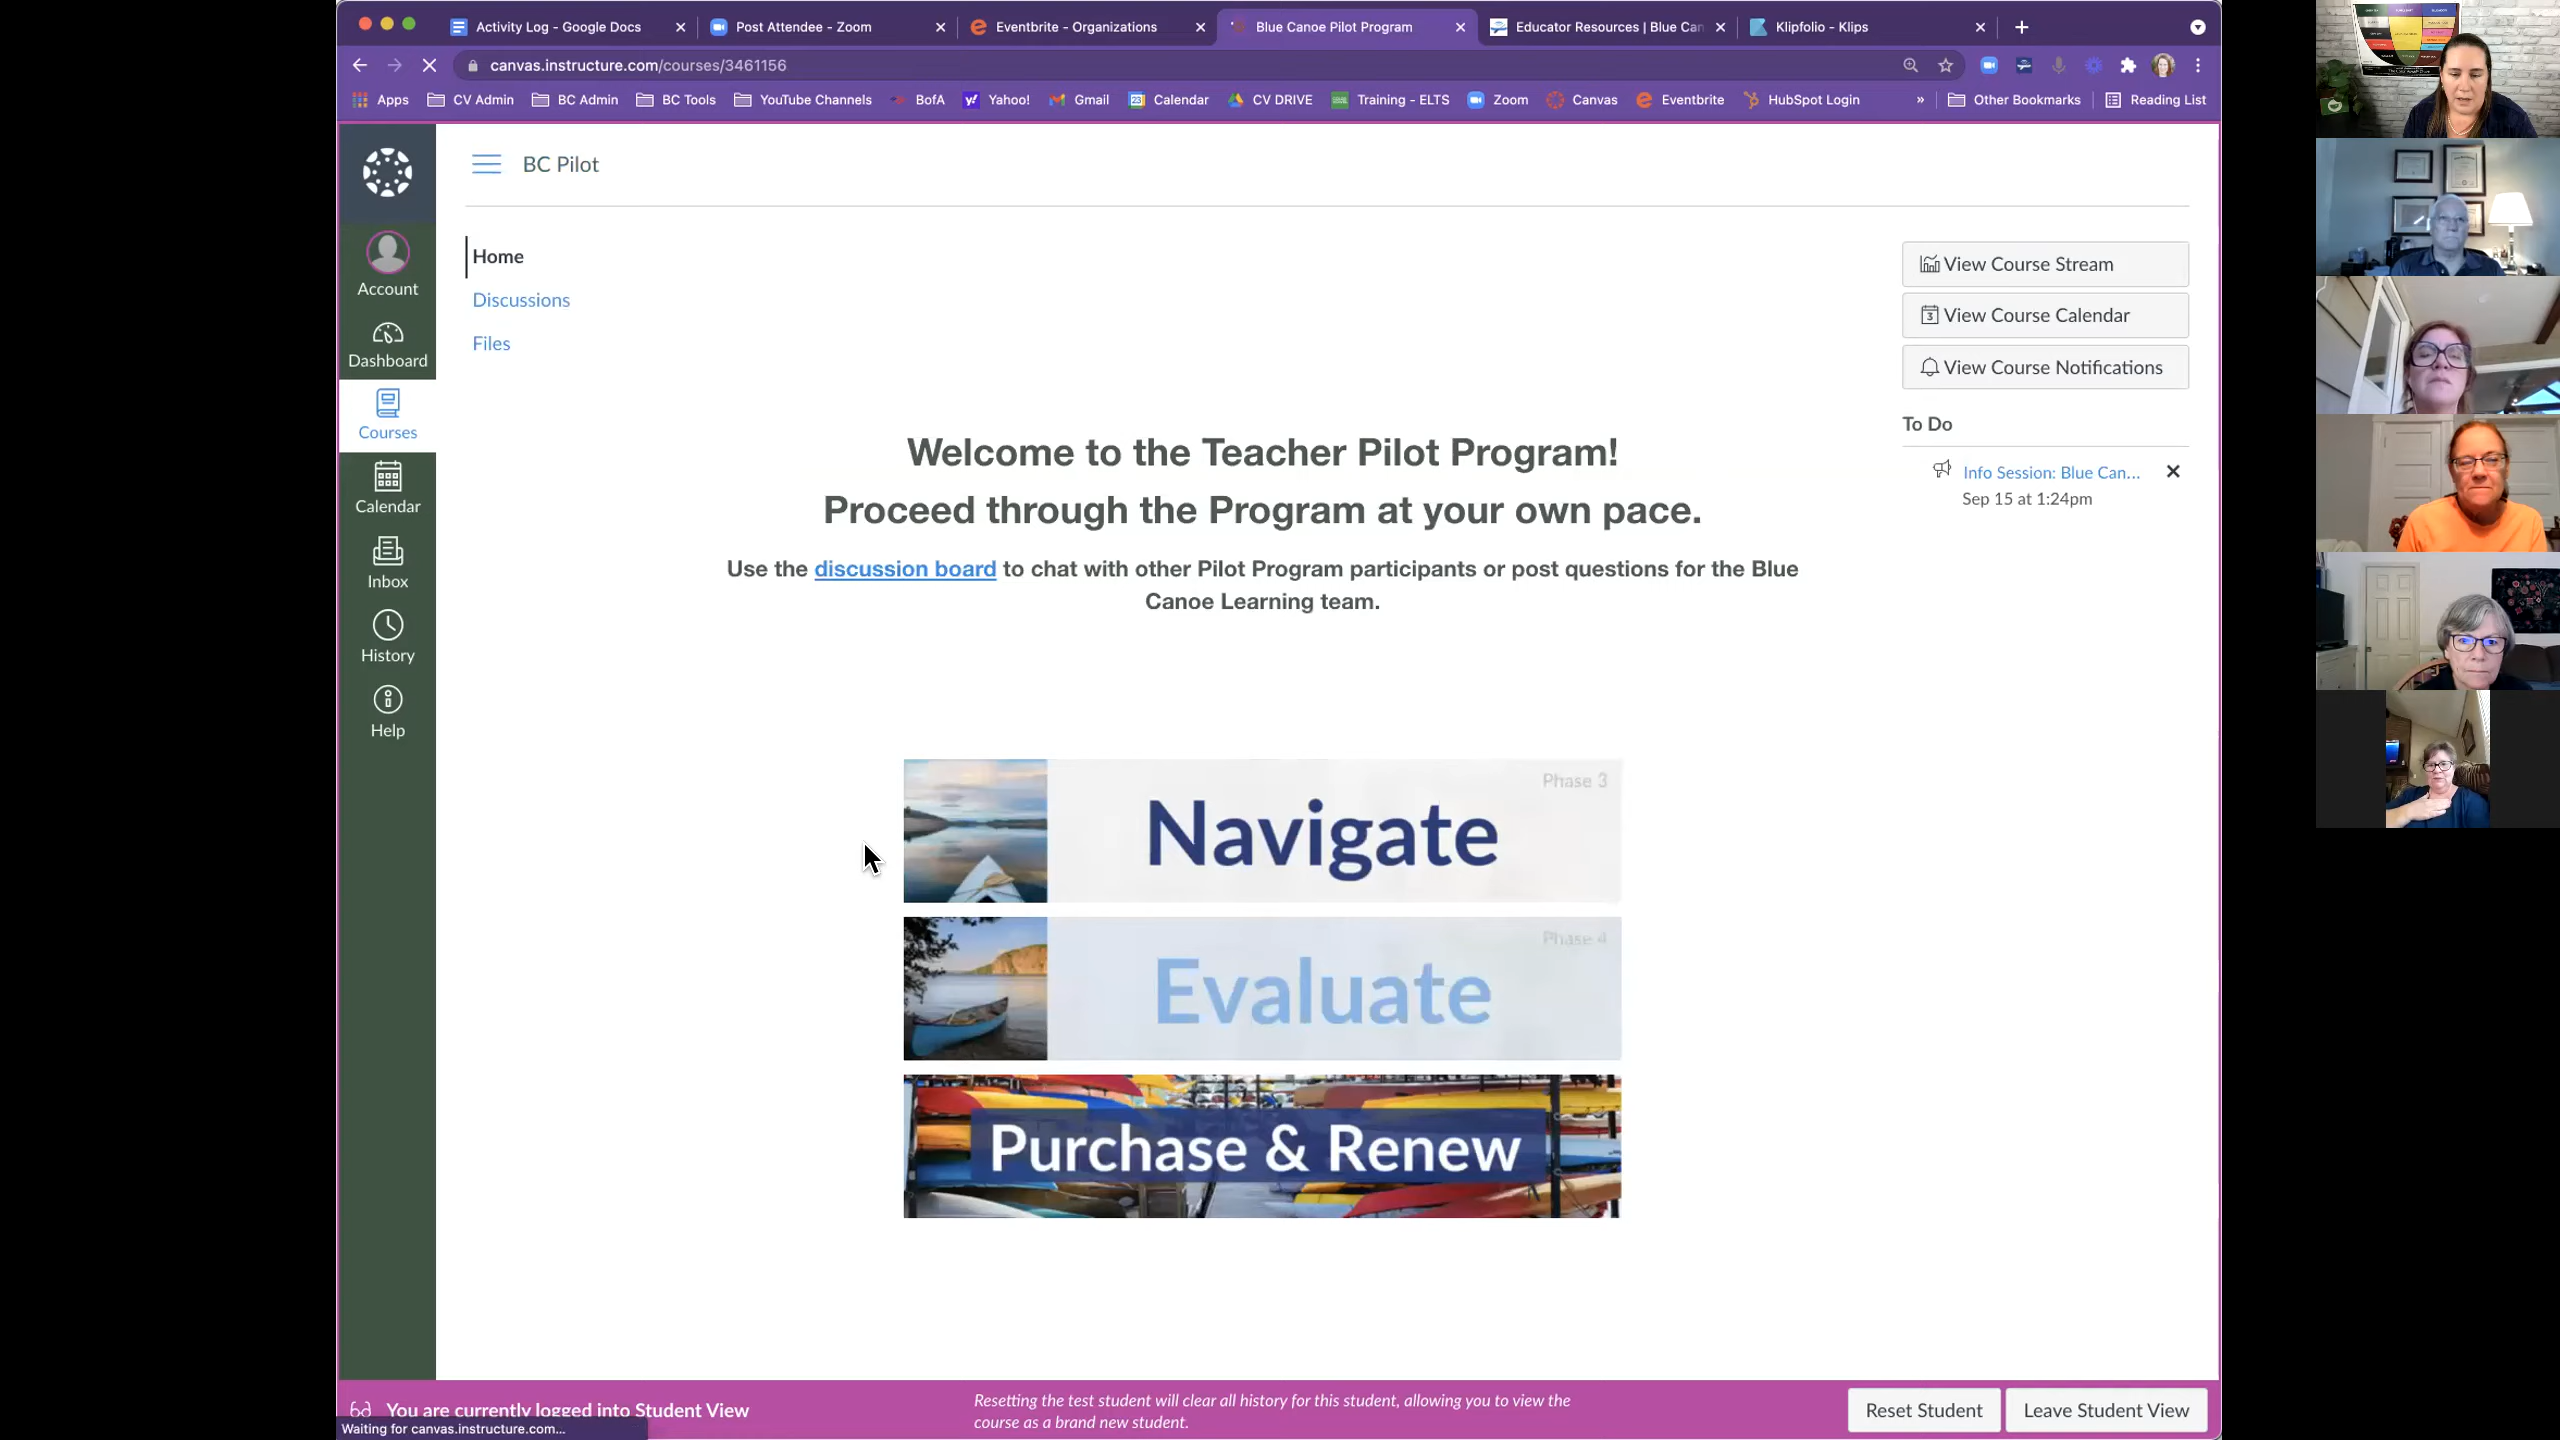 Activity Log - Google Docs
Post Attendee - Zoom
Eventbrite - Organizations
Blue Canoe Pilot Program
Educator Resources | Blue Can
Klipfolio - Klips
canvas.instructure.com/courses/3461156
Apps
CV Admin
BC Admin
BC Tools
YouTube Channels
BofA
Yahoo!
Gmail
Calendar
CV DRIVE
Training - ELTS
Zoom
Canvas
Eventbrite
HubSpot Login
»
Other Bookmarks
Reading List
BC Pilot
Account
Dashboard
Courses
Calendar
Inbox
History
Help
Home
Discussions
Files
Welcome to the Teacher Pilot Program!
Proceed through the Program at your own pace.
Use the discussion board to chat with other Pilot Program participants or post questions for the Blue
Canoe Learning team.
Phase 3
Navigate
Phase 4
Evaluate
Purchase & Renew
View Course Stream
View Course Calendar
View Course Notifications
To Do
Info Session: Blue Can...
Sep 15 at 1:24pm
You are currently logged into Student View
Waiting for canvas.instructure.com...
Resetting the test student will clear all history for this student, allowing you to view the
course as a brand new student.
Reset Student
Leave Student View